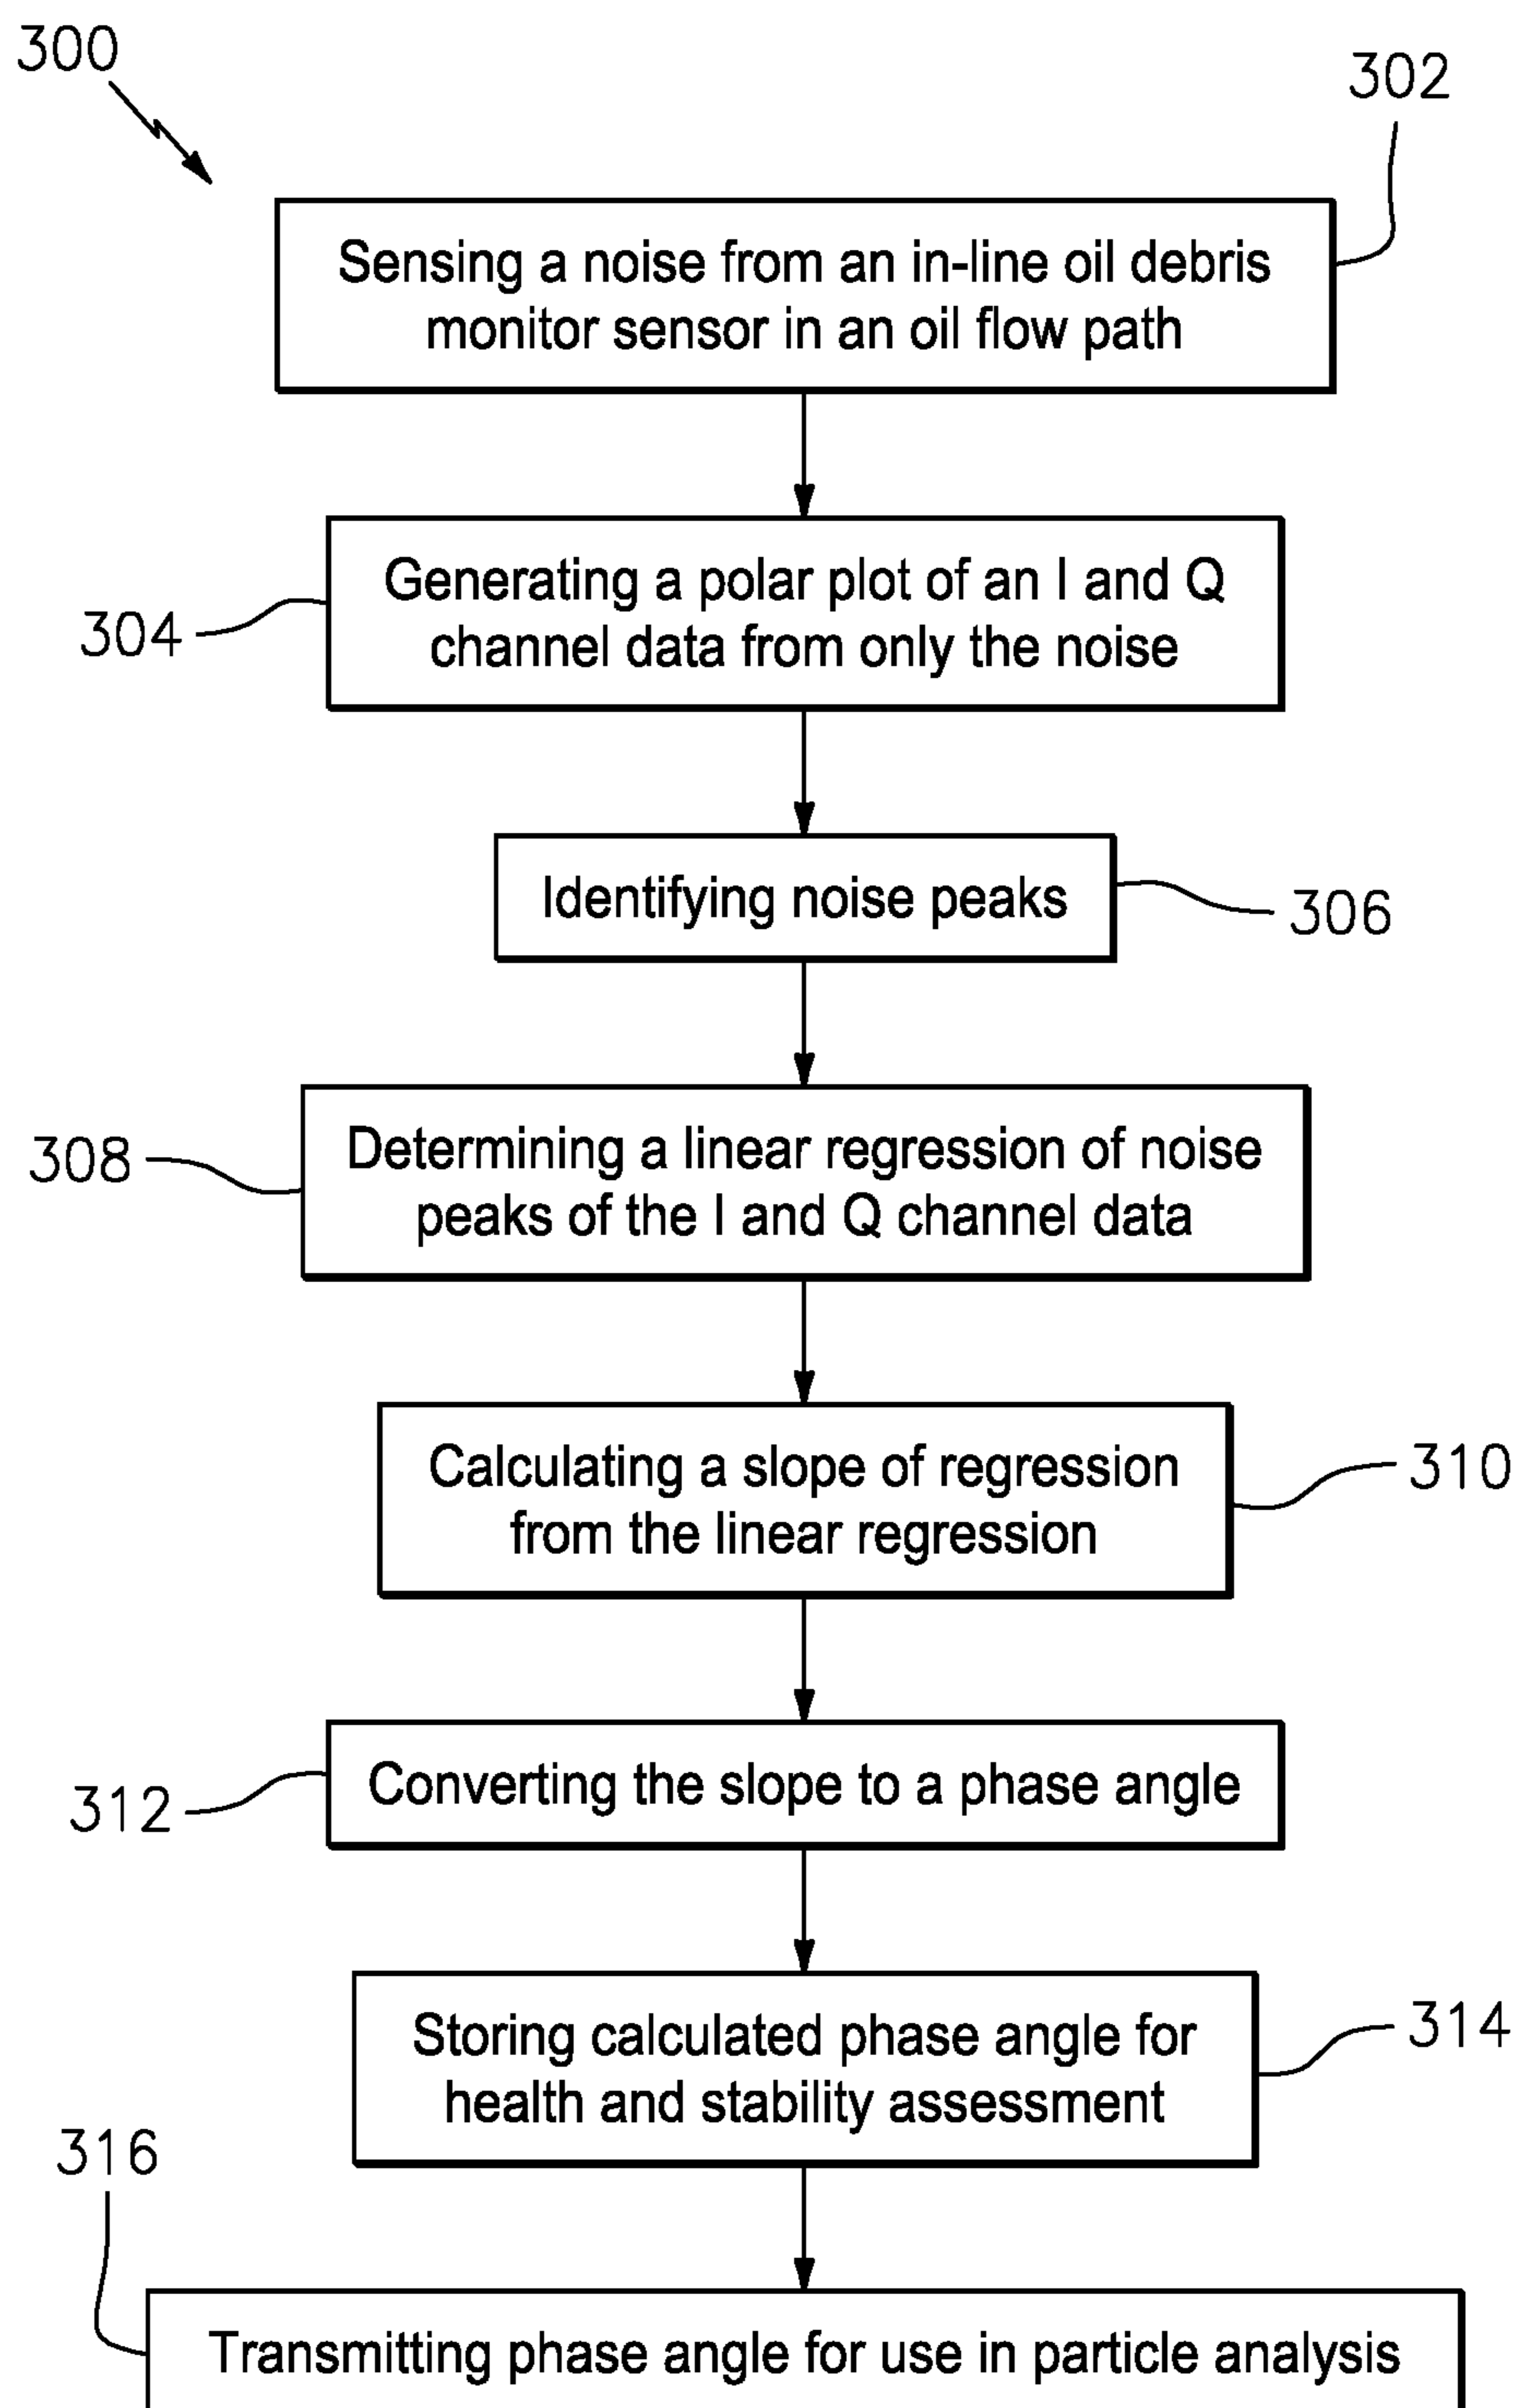 300
302
Sensing a noise from an in-line oil debris
monitor sensor in an oil flow path
Generating a polar plot of an I and Q
channel data from only the noise
304
Identifying noise peaks
306
308
Determining a linear regression of noise
peaks of the I and Q channel data
Calculating a slope of regression
from the linear regression
310
Converting the slope to a phase angle
312
Storing calculated phase angle for
health and stability assessment
314
316
Transmitting phase angle for use in particle analysis